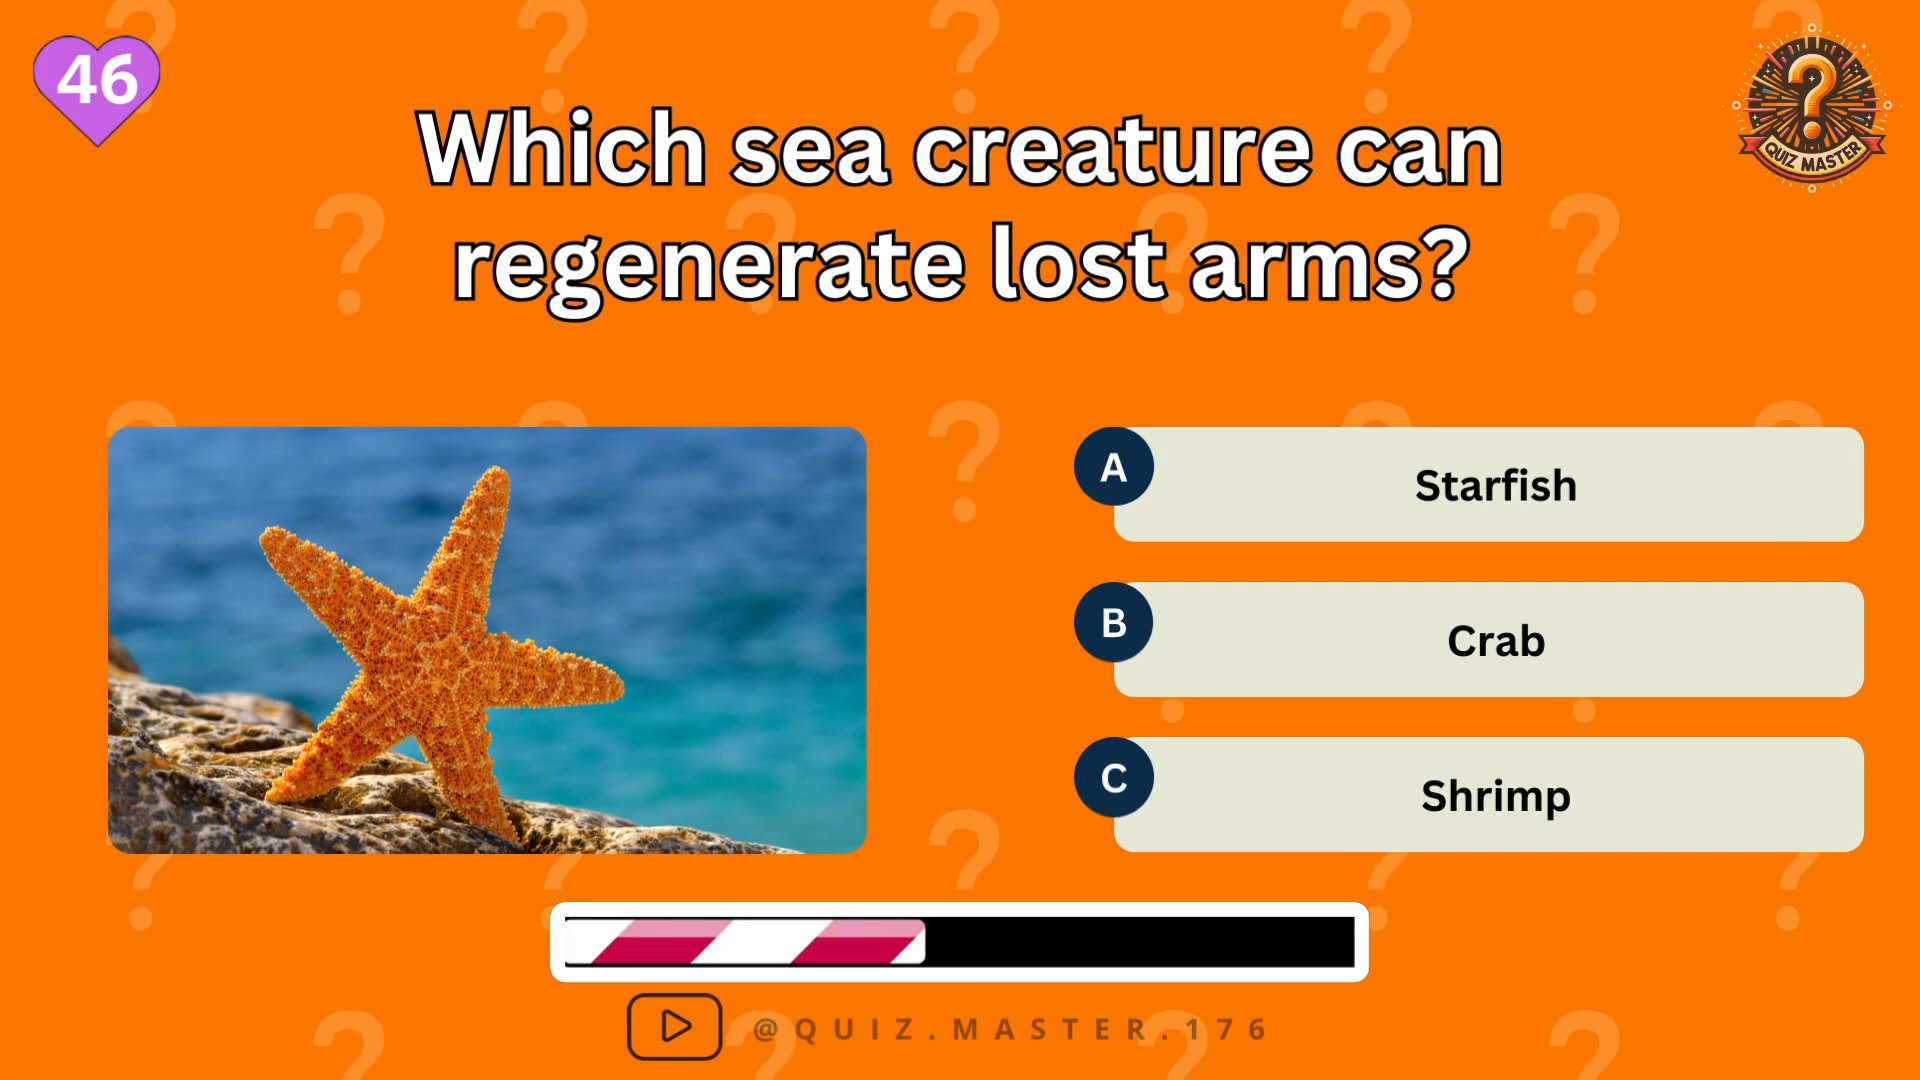 46
QUIZ MASTER
Which sea creature can
regenerate lost arms?
A
Starfish
B
Crab
C
Shrimp
@QUIZ.MASTER.176